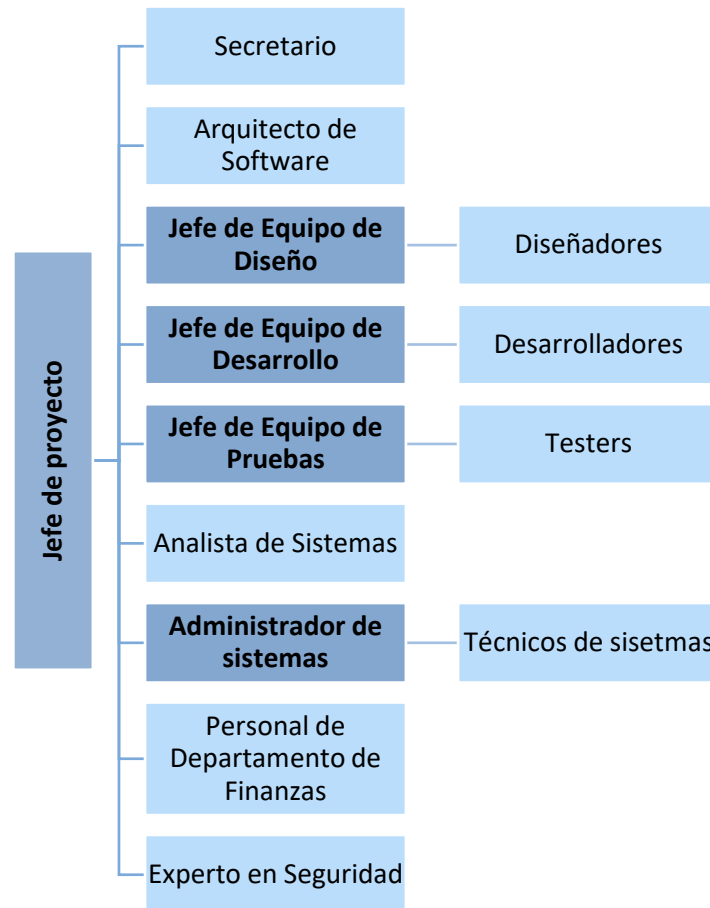 Jefe de proyecto
Secretario
Arquitecto de
Software
Jefe de Equipo de
Diseño
Diseñadores
Jefe de Equipo de
Desarrollo
Desarrolladores
Jefe de Equipo de
Pruebas
Testers
Analista de Sistemas
Administrador de
sistemas
Técnicos de sisetmas
Personal de
Departamento de
Finanzas
Experto en Seguridad